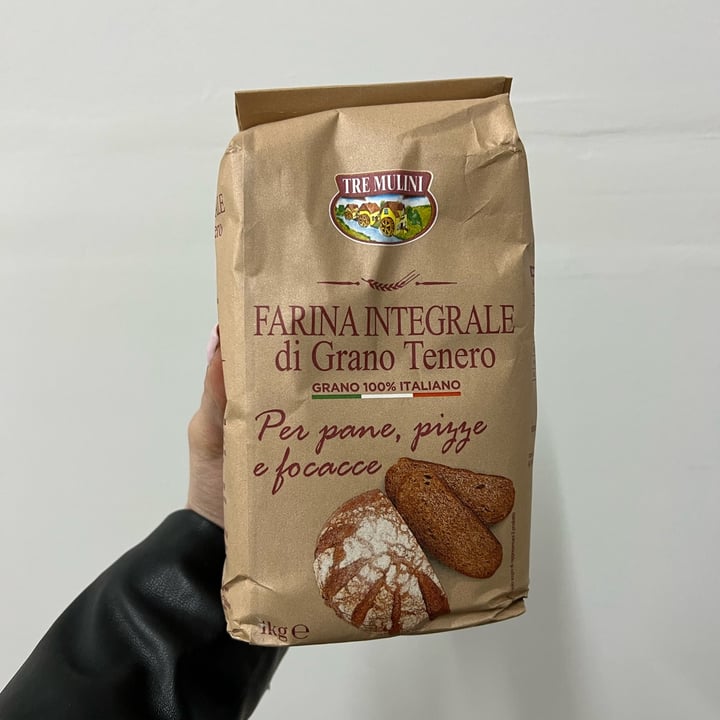 TRE MULINI
FARINA INTEGRALE
di Grano Tenero
GRANO 100% ITALIANO
Per pane, pizze
e focacce
1kg ℮